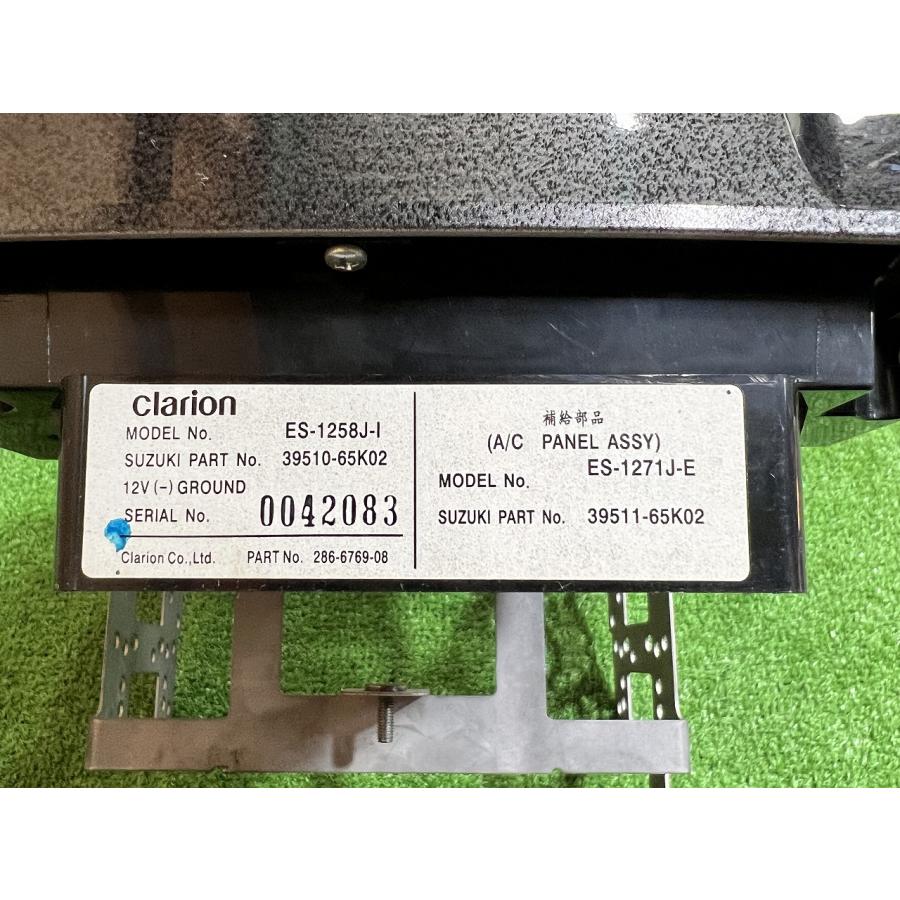 clarion
MODEL No. ES-1258J-I
SUZUKI PART No. 39510-65K02
12V (-) GROUND
SERIAL No. 0042083
Clarion Co.,Ltd. PART No. 286-6769-08
補給部品
(A/C PANEL ASSY)
MODEL No. ES-1271J-E
SUZUKI PART No. 39511-65K02